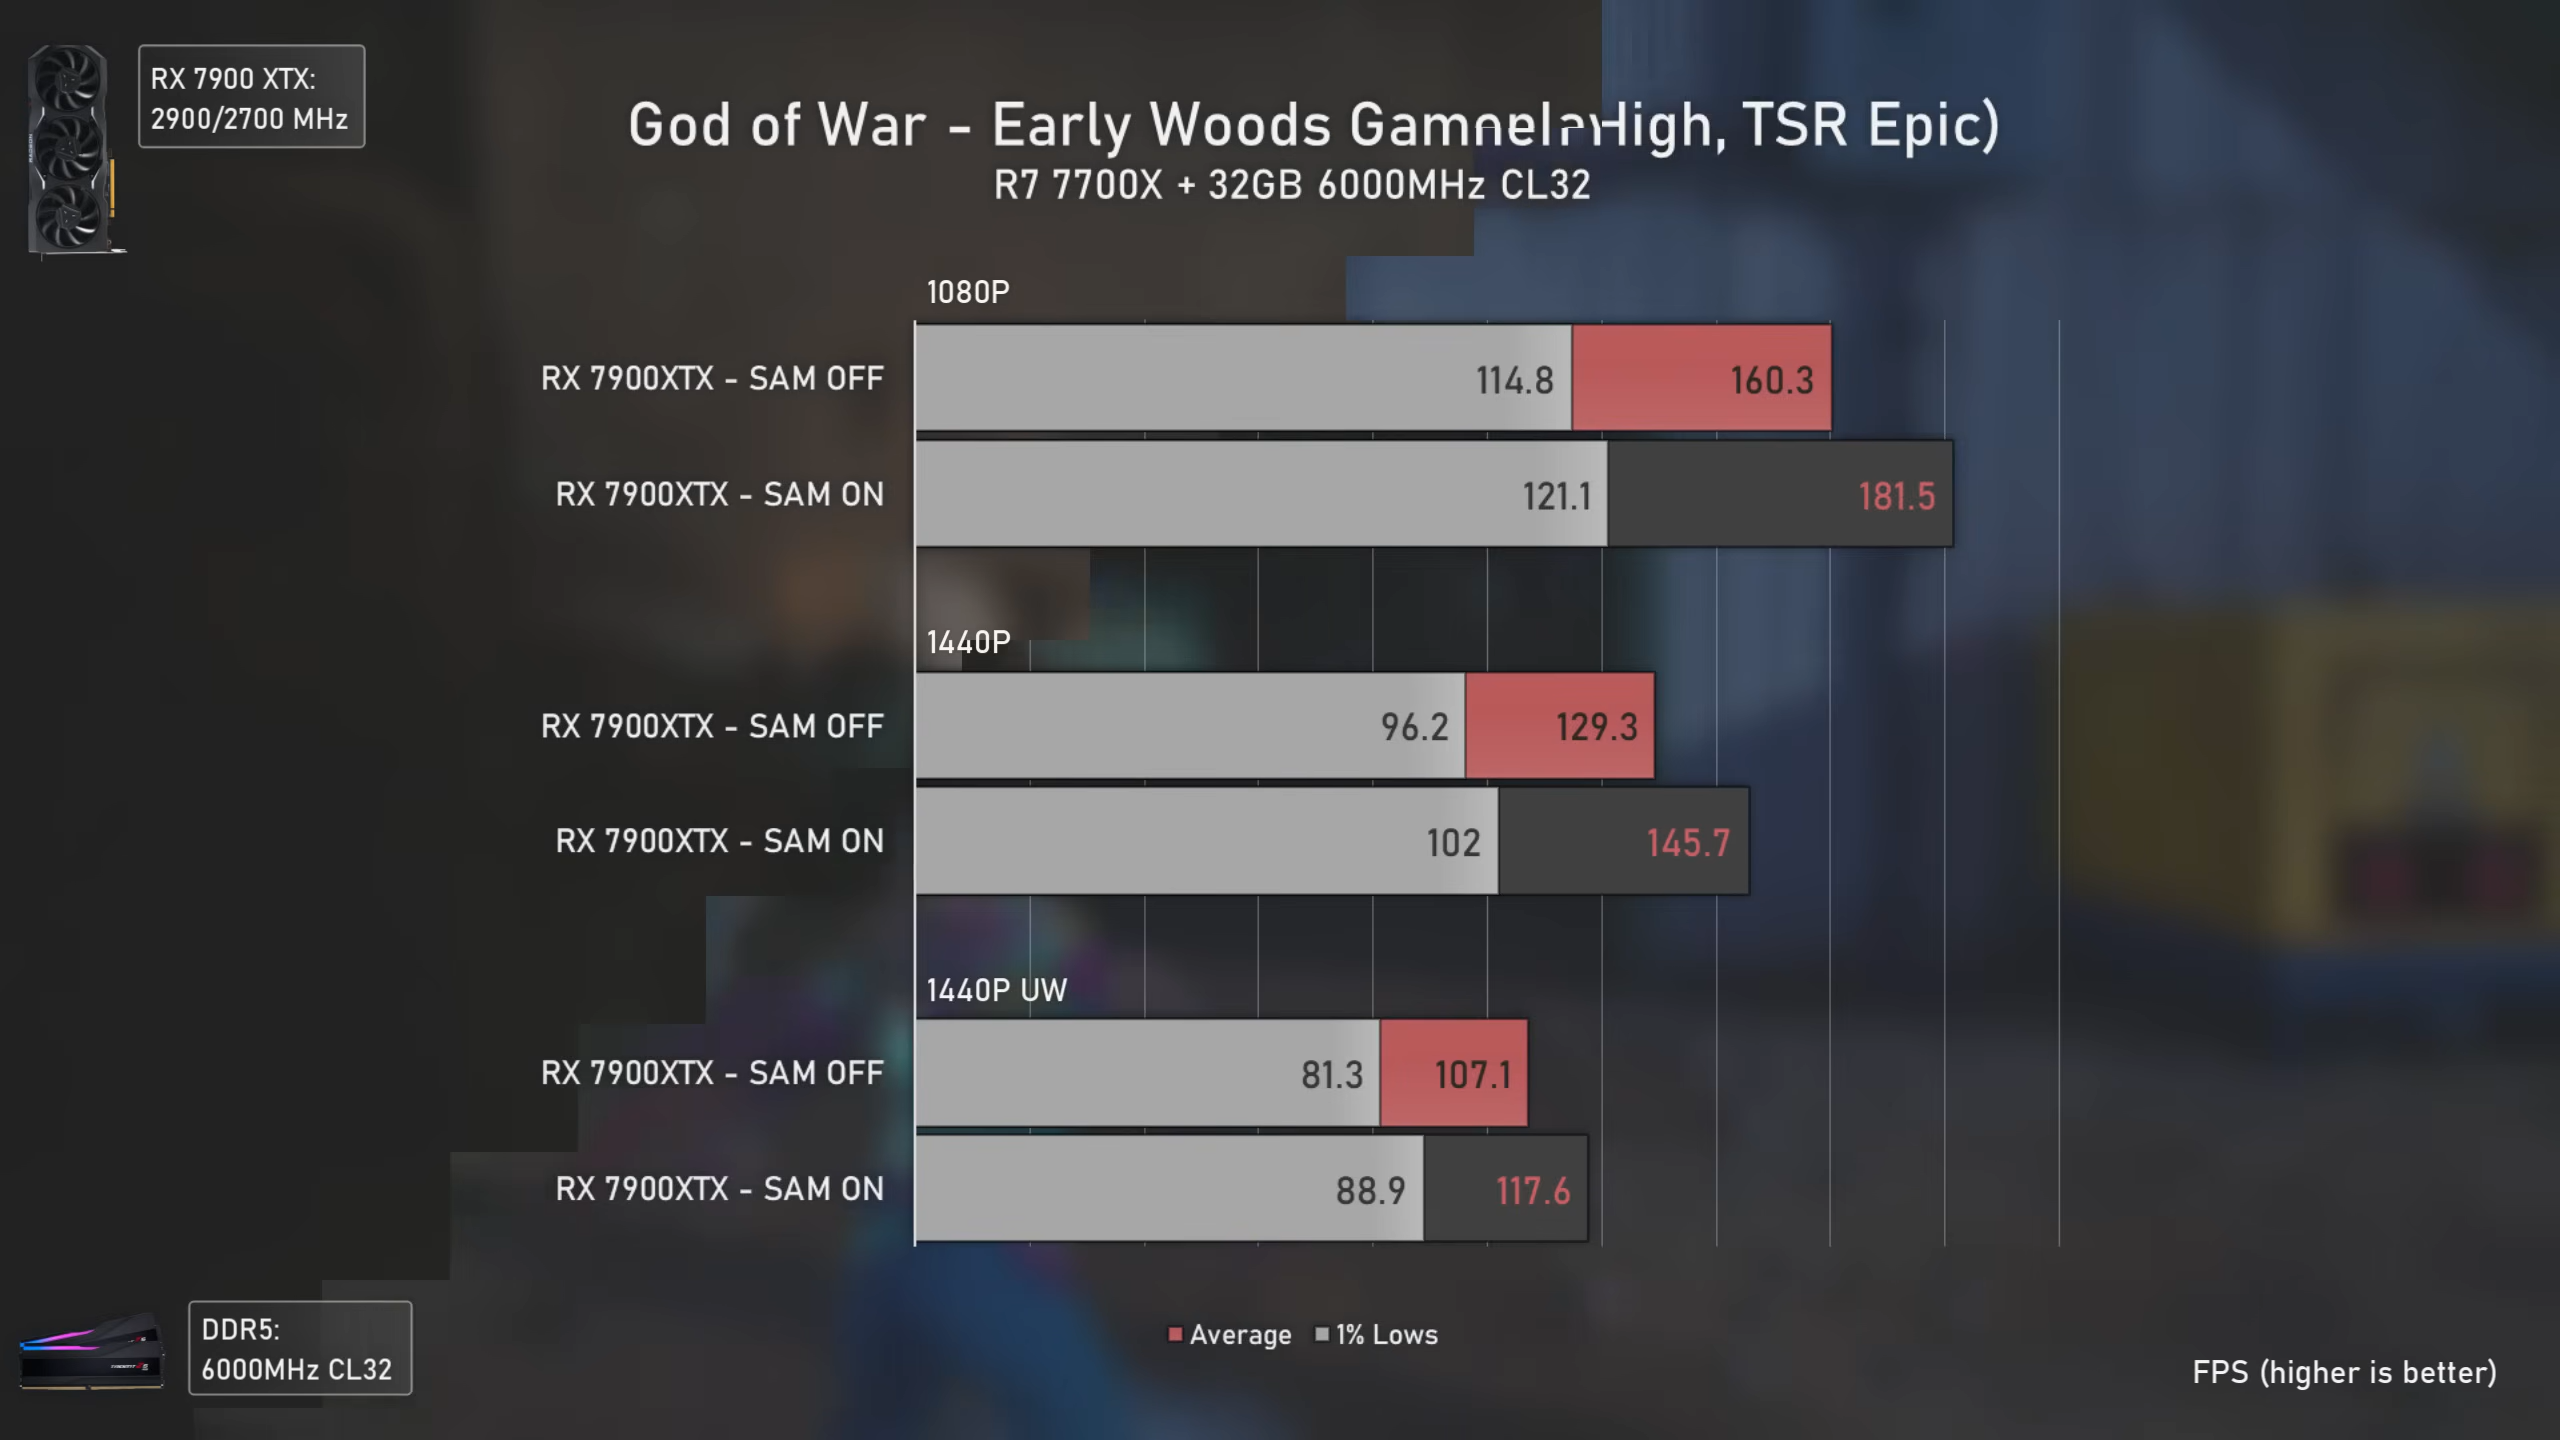 RX 7900 XTX:
2900/2700 MHz
God of War - Early Woods High, TSR Epic)
R7 7700X + 32GB 6000MHz CL32
1080P
RX 7900XTX - SAM OFF 114.8 160.3
RX 7900XTX - SAM ON 121.1 181.5
1440P
RX 7900XTX - SAM OFF 96.2 129.3
RX 7900XTX - SAM ON 102 145.7
1440P UW
RX 7900XTX - SAM OFF 81.3 107.1
RX 7900XTX - SAM ON 88.9 117.6
Average 1% Lows
DDR5:
6000MHz CL32
FPS (higher is better)